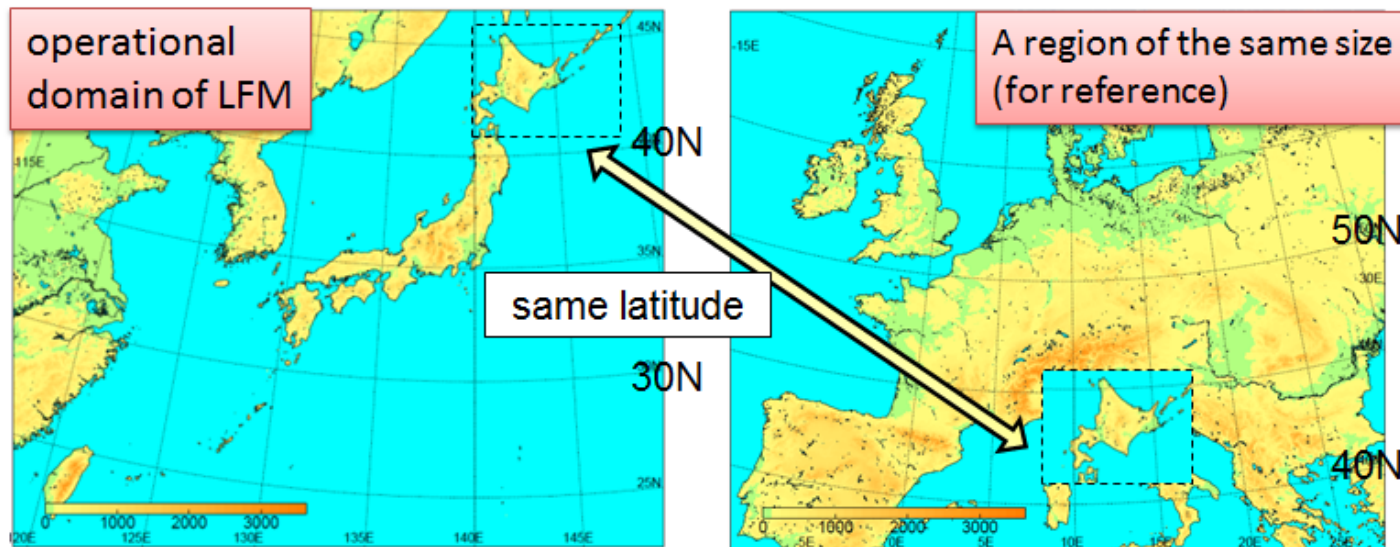 operational
domain of LFM
A region of the same size
(for reference)
same latitude
45N
40N
115E
35N
30N
25N
0 1000 2000 3000
120E 125E 130E 135E 140E 145E
15E
50N
30E
40N
0 1000 2000 3000
5E 5E 10E 15E 20E 25E